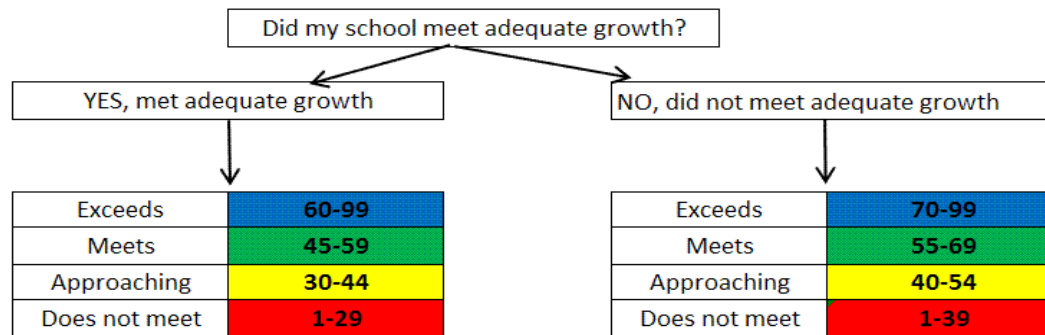 Did my school meet adequate growth?
YES, met adequate growth
NO, did not meet adequate growth
Exceeds 60-99
Meets 45-59
Approaching 30-44
Does not meet 1-29
Exceeds 70-99
Meets 55-69
Approaching 40-54
Does not meet 1-39